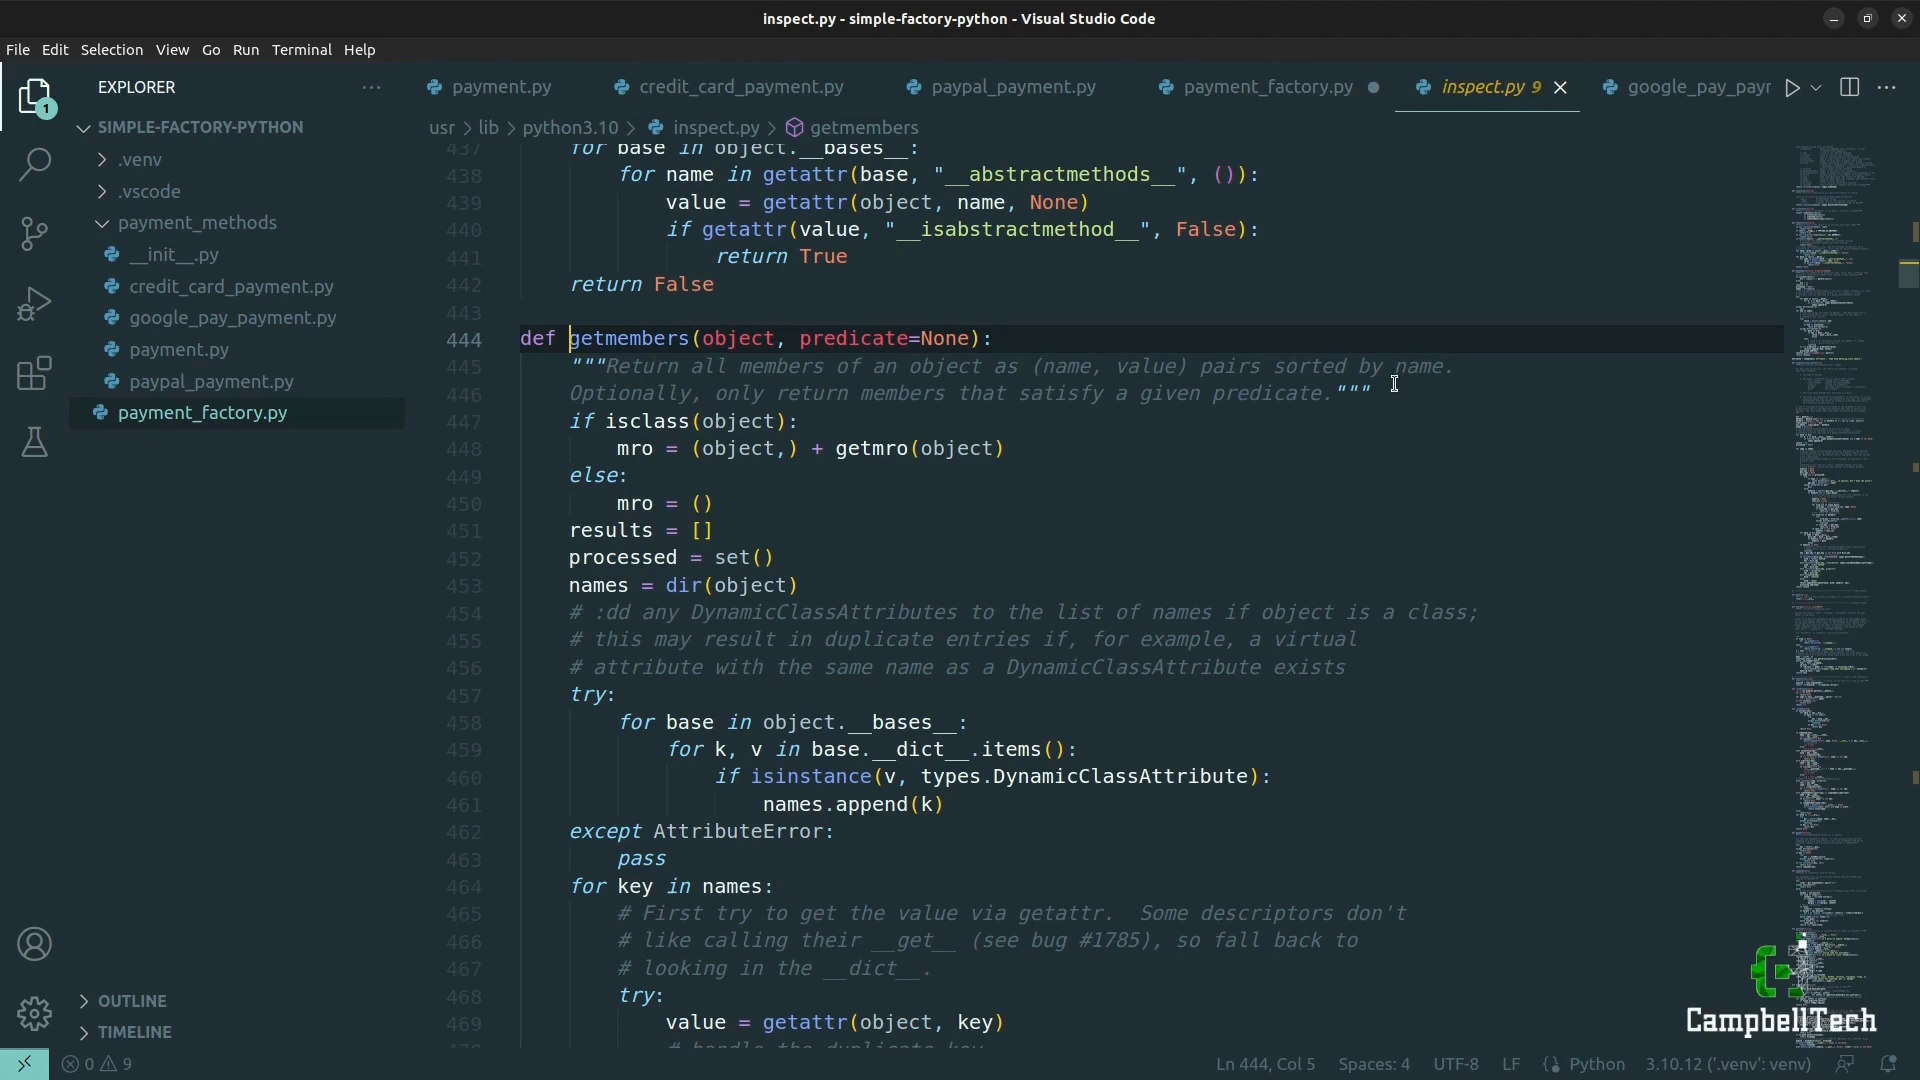 inspect.py - simple-factory-python - Visual Studio Code
File Edit Selection View Go Run Terminal Help
EXPLORER
payment.py credit_card_payment.py paypal_payment.py payment_factory.py inspect.py 9 google_pay_payr
1
SIMPLE-FACTORY-PYTHON
usr > lib > python3.10 > inspect.py > getmembers
.venv
.vscode
payment_methods
__init__.py
credit_card_payment.py
google_pay_payment.py
payment.py
paypal_payment.py
payment_factory.py
437 for base in object.__bases__:
438 for name in getattr(base, "__abstractmethods__", ()):
439 value = getattr(object, name, None)
440 if getattr(value, "__isabstractmethod__", False):
441 return True
442 return False
443
444 def getmembers(object, predicate=None):
445 """Return all members of an object as (name, value) pairs sorted by name.
446 Optionally, only return members that satisfy a given predicate."""
447 if isclass(object):
448 mro = (object,) + getmro(object)
449 else:
450 mro = ()
451 results = []
452 processed = set()
453 names = dir(object)
454 # :dd any DynamicClassAttributes to the list of names if object is a class;
455 # this may result in duplicate entries if, for example, a virtual
456 # attribute with the same name as a DynamicClassAttribute exists
457 try:
458 for base in object.__bases__:
459 for k, v in base.__dict__.items():
460 if isinstance(v, types.DynamicClassAttribute):
461 names.append(k)
462 except AttributeError:
463 pass
464 for key in names:
465 # First try to get the value via getattr.  Some descriptors don't
466 # like calling their __get__ (see bug #1785), so fall back to
467 # looking in the __dict__.
468 try:
469 value = getattr(object, key)
470 # handle the duplicate key
OUTLINE
TIMELINE
CampbellTech
0 9 Ln 444, Col 5 Spaces: 4 UTF-8 LF Python 3.10.12 ('.venv': venv)